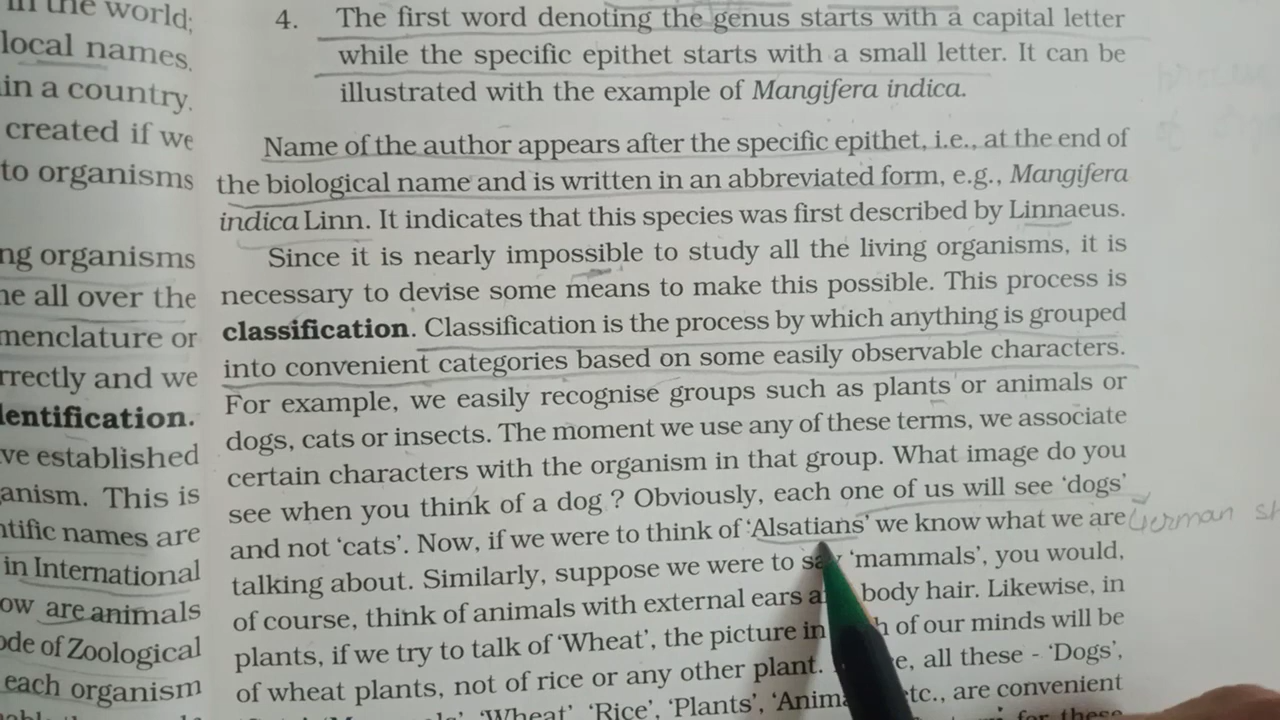 in the world;
local names.
in a country.
created if we
to organisms
ng organisms
ne all over the
menclature or
rrectly and we
lentification.
ve established
anism. This is
ntific names are
in International
ow are animals
ode of Zoological
each organism
4. The first word denoting the genus starts with a capital letter
while the specific epithet starts with a small letter. It can be
illustrated with the example of Mangifera indica.
Name of the author appears after the specific epithet, i.e., at the end of
the biological name and is written in an abbreviated form, e.g., Mangifera
indica Linn. It indicates that this species was first described by Linnaeus.
Since it is nearly impossible to study all the living organisms, it is
necessary to devise some means to make this possible. This process is
classification. Classification is the process by which anything is grouped
into convenient categories based on some easily observable characters.
For example, we easily recognise groups such as plants or animals or
dogs, cats or insects. The moment we use any of these terms, we associate
certain characters with the organism in that group. What image do you
see when you think of a dog ? Obviously, each one of us will see ‘dogs’
and not ‘cats’. Now, if we were to think of ‘Alsatians’ we know what we are German sh
talking about. Similarly, suppose we were to say ‘mammals’, you would,
of course, think of animals with external ears a body hair. Likewise, in
plants, if we try to talk of ‘Wheat’, the picture in h of our minds will be
of wheat plants, not of rice or any other plant. e, all these - ‘Dogs’,
‘Wheat’, ‘Rice’, ‘Plants’, ‘Anima etc., are convenient
for these